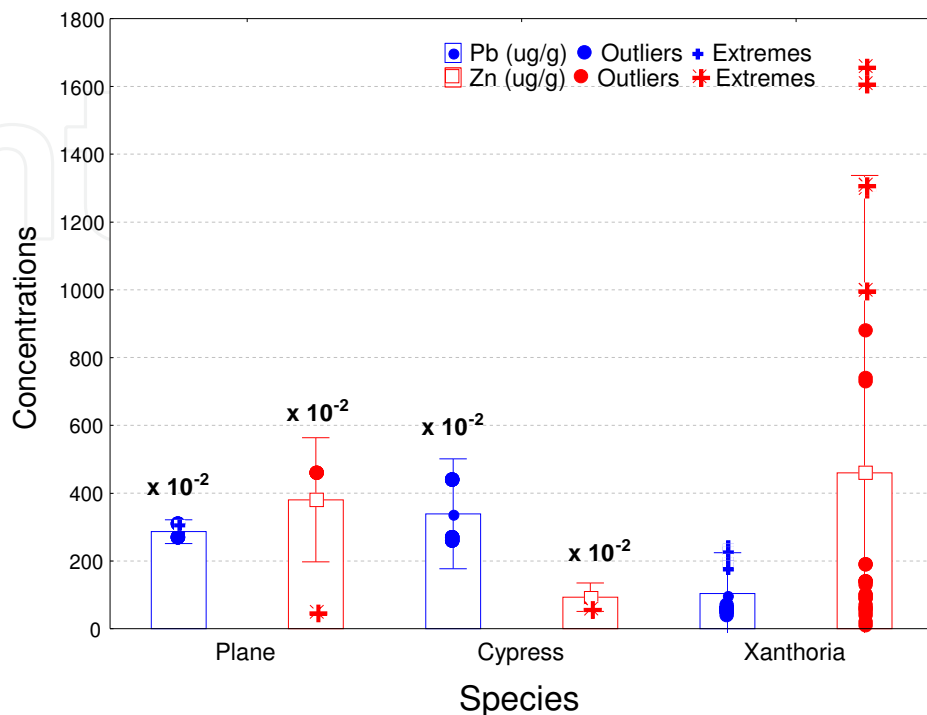 1800
1600
1400
1200
1000
800
600
400
200
0
Concentrations
Pb (ug/g) Outliers Extremes
Zn (ug/g) Outliers Extremes
x 10-2
x 10-2
x 10-2
x 10-2
Plane Cypress Xanthoria
Species